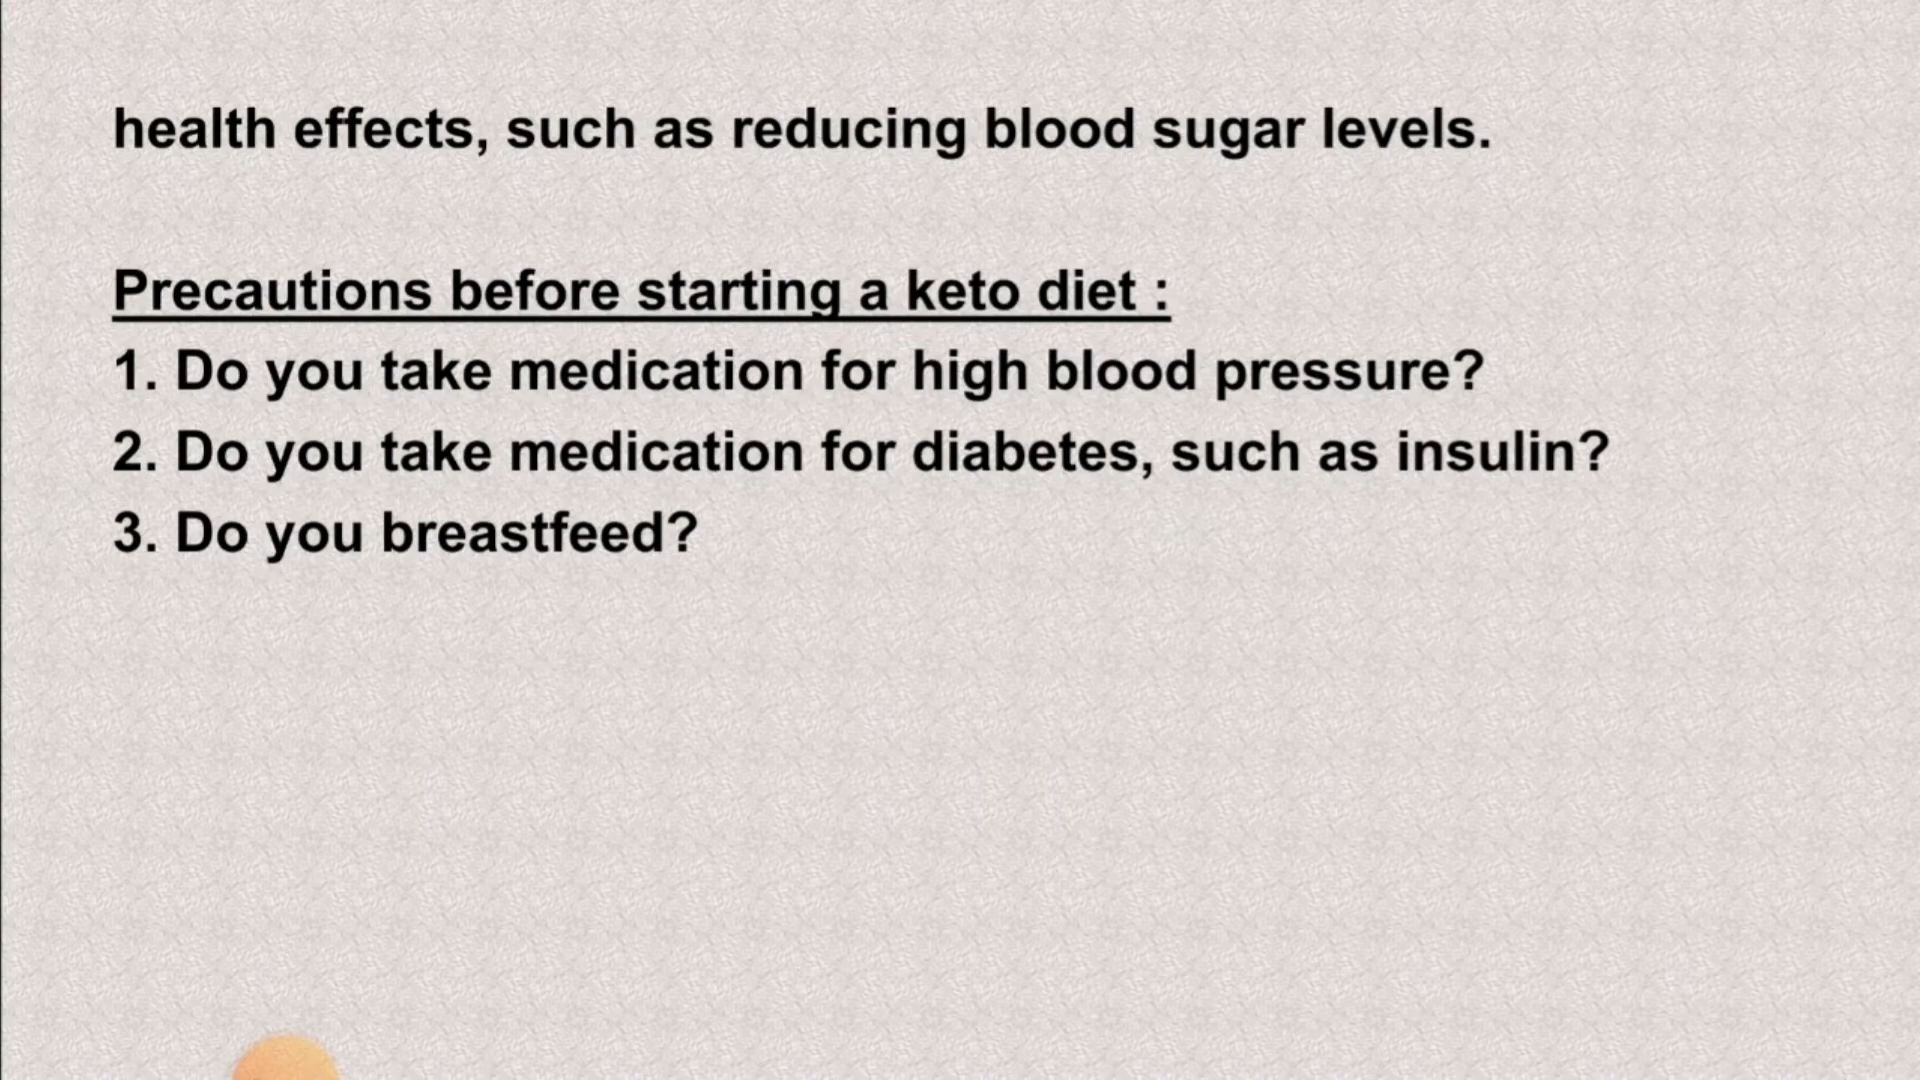 health effects, such as reducing blood sugar levels.
Precautions before starting a keto diet :
1. Do you take medication for high blood pressure?
2. Do you take medication for diabetes, such as insulin?
3. Do you breastfeed?